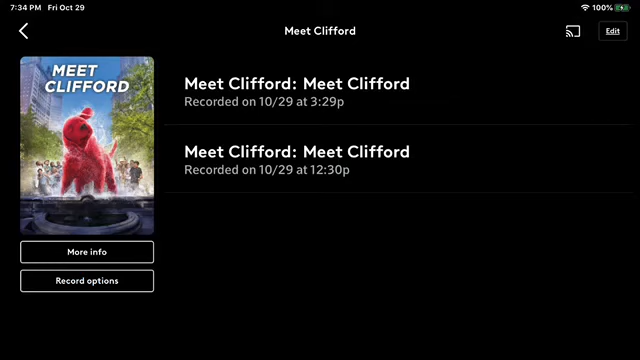 7:34 PM Fri Oct 29
100%
Meet Clifford
Edit
MEET
CLIFFORD
Meet Clifford: Meet Clifford
Recorded on 10/29 at 3:29p
Meet Clifford: Meet Clifford
Recorded on 10/29 at 12:30p
More info
Record options